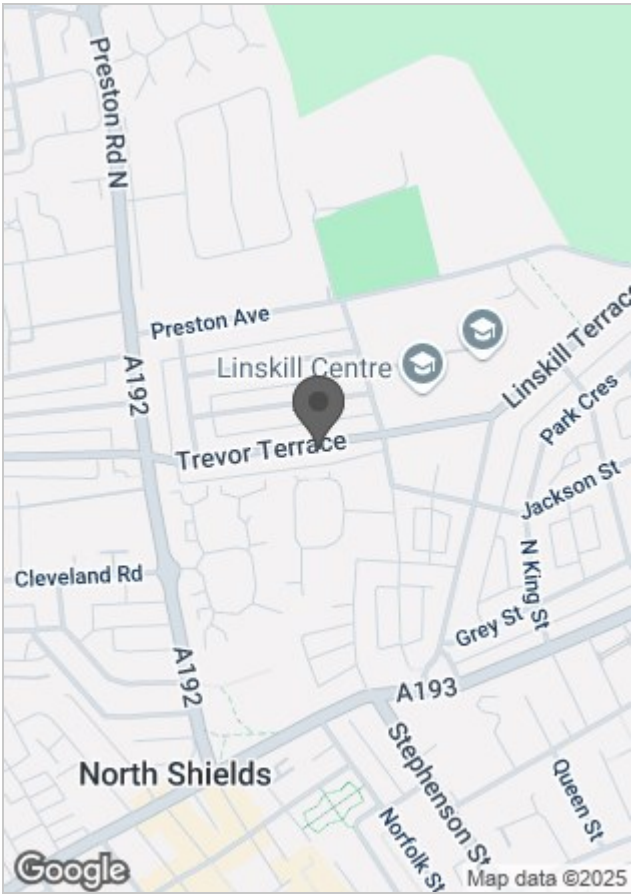 Preston Rd N
Preston Ave
Linskill Centre
Linskill Terrace
A192
Trevor Terrace
Park Cres
Jackson St
N King St
Cleveland Rd
Grey St
A192
A193
North Shields
Stephenson St
Queen St
Norfolk St
Google
Map data ©2025